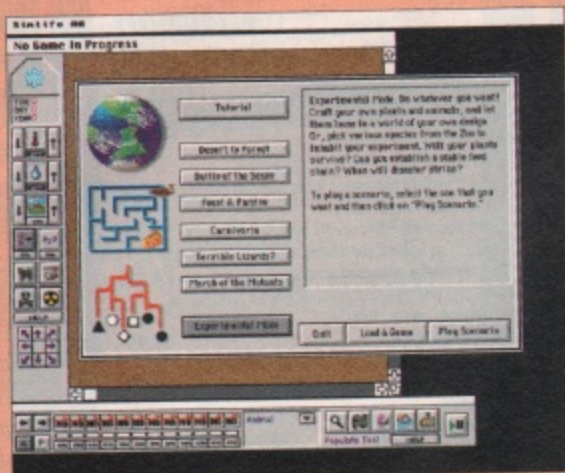 No Game In Progress
Tutorial
Desert to Forest
Battle of the Sexes
Feast & Famine
Carnivoria
Terrible Lizards?
March of the Mutants
Experimental Mode
Experimental Mode. Do whatever you want!
Craft your own plants and animals, and let
them loose in a world of your own design
Or, pick various species from the Zoo to
inhabit your experiment. Will your plants
survive? Can you establish a stable food
chain? When will disaster strike?
To play a scenario, select the one that you
want and then click on "Play Scenario."
Quit
Load A Game
Play Scenario
HELP
Animal
Populate Tool